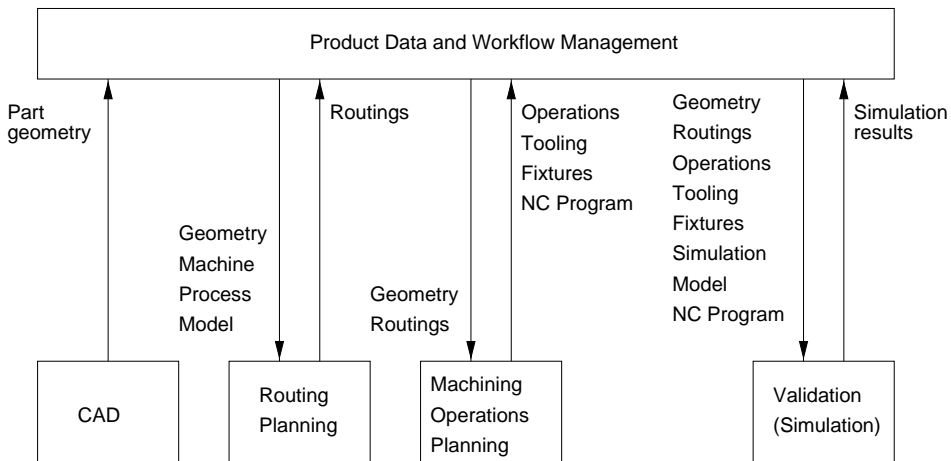 Product Data and Workflow Management
Part
geometry
Routings
Operations
Tooling
Fixtures
NC Program
Geometry
Routings
Operations
Tooling
Fixtures
Simulation
Model
NC Program
Simulation
results
Geometry
Machine
Process
Model
Geometry
Routings
CAD
Routing
Planning
Machining
Operations
Planning
Validation
(Simulation)